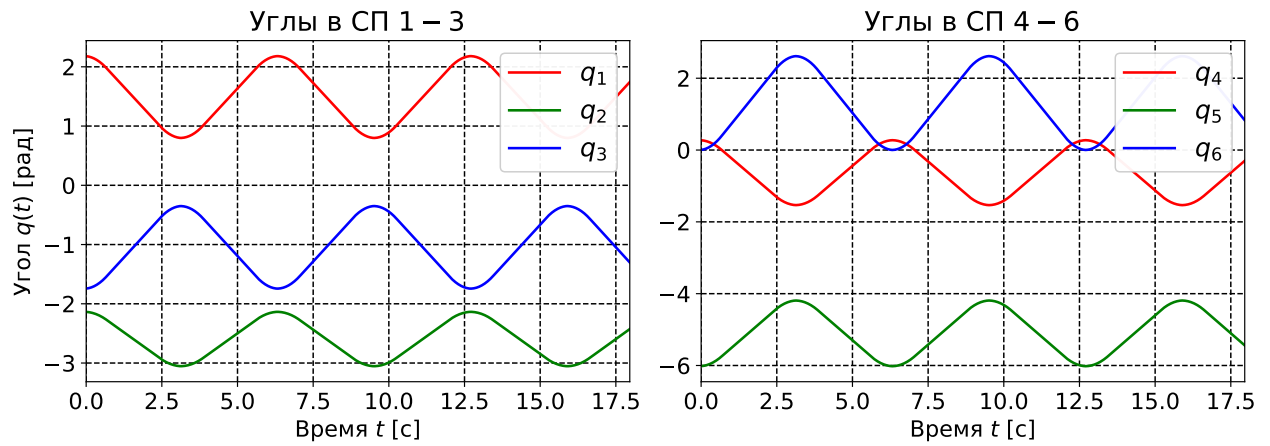 Углы в СП 1 − 3
Угол q(t) [рад]
2
1
0
−1
−2
−3
q₁
q₂
q₃
0.0 2.5 5.0 7.5 10.0 12.5 15.0 17.5
Время t [с]
Углы в СП 4 − 6
2
0
−2
−4
−6
q₄
q₅
q₆
0.0 2.5 5.0 7.5 10.0 12.5 15.0 17.5
Время t [с]